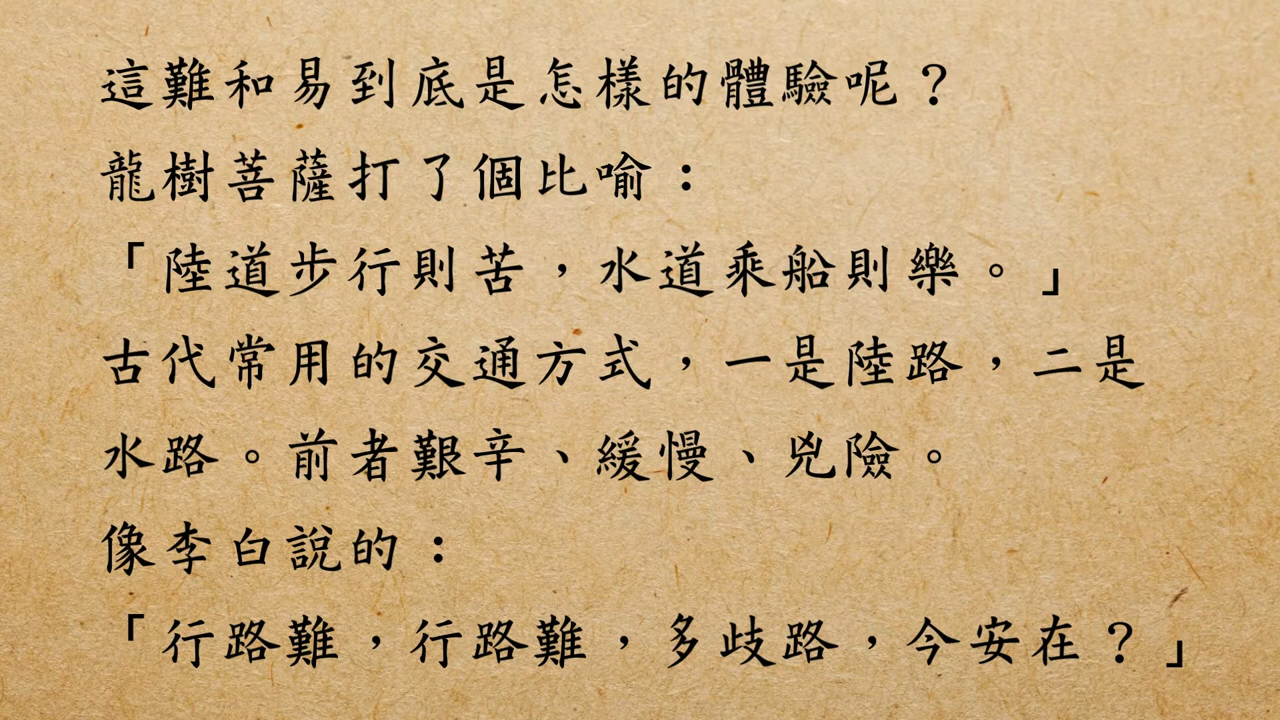 這難和易到底是怎樣的體驗呢？
龍樹菩薩打了個比喻：
「陸道步行則苦，水道乘船則樂。」
古代常用的交通方式，一是陸路，二是
水路。前者艱辛、緩慢、兇險。
像李白說的：
「行路難，行路難，多歧路，今安在？」